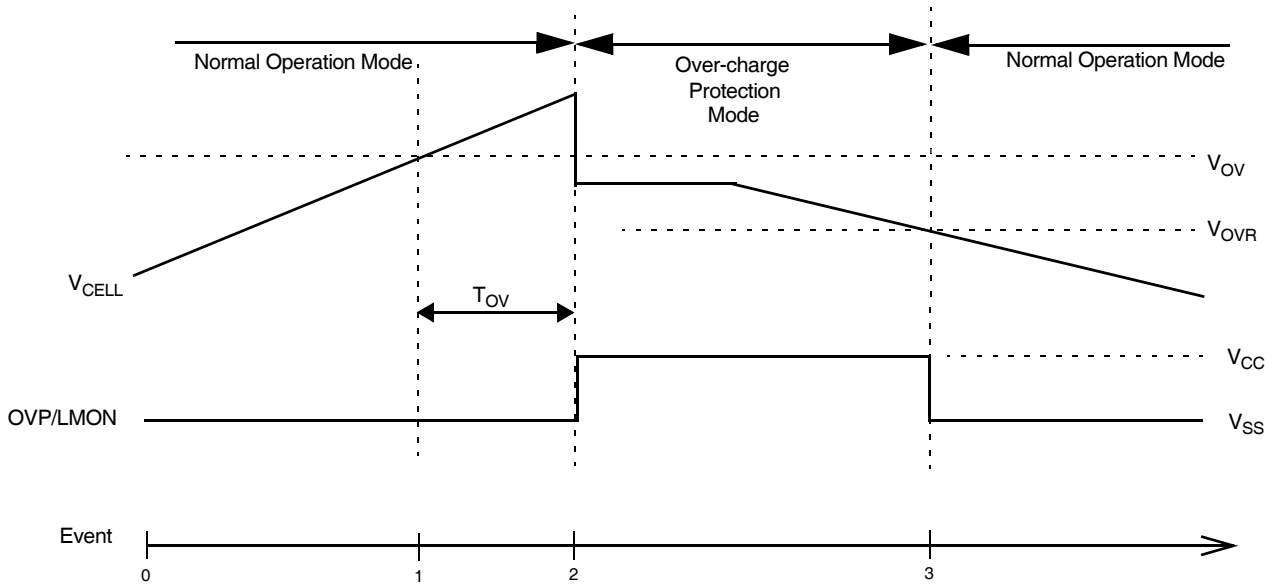 Normal Operation Mode
Over-charge
Protection
Mode
Normal Operation Mode
VOV
VOVR
VCELL
TOV
VCC
OVP/LMON
VSS
Event
0
1
2
3